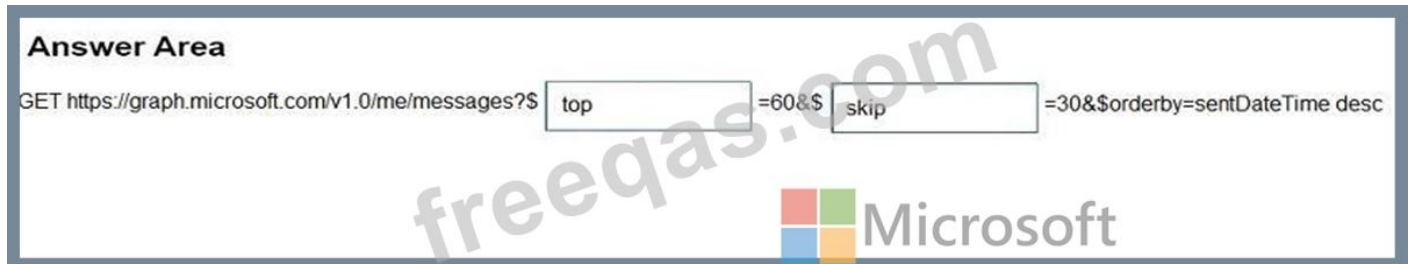 Answer Area
GET https://graph.microsoft.com/v1.0/me/messages?$ top =60&$ skip =30&$orderby=sentDateTime desc
freeqas.com
Microsoft